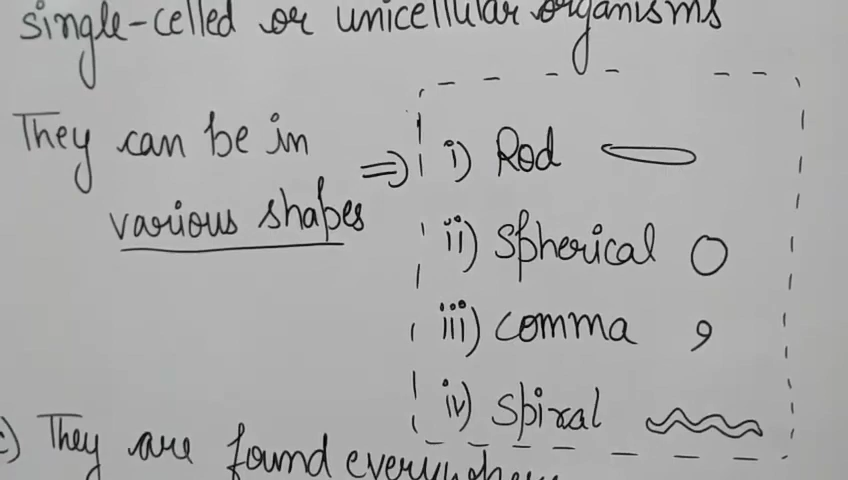 single-celled or unicellular organisms
They can be in
various shapes
⇒
i) Rod
ii) Spherical
iii) comma
iv) Spiral
c) They are found everywhere